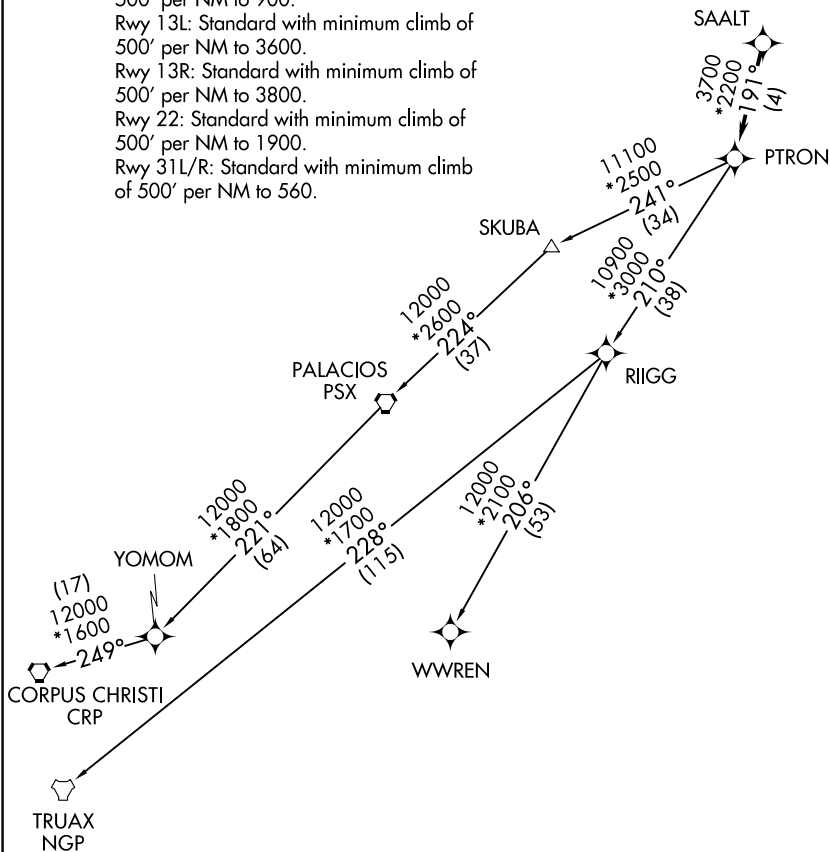 500' per NM to 900.
Rwy 13L: Standard with minimum climb of
500' per NM to 3600.
Rwy 13R: Standard with minimum climb of
500' per NM to 3800.
Rwy 22: Standard with minimum climb of
500' per NM to 1900.
Rwy 31L/R: Standard with minimum climb
of 500' per NM to 560.
SAALT
3700
*2200
191°
(4)
PTRON
11100
*2500
241°
(34)
SKUBA
10900
*3000
210°
(38)
RIIGG
12000
*2600
224°
(37)
PALACIOS
PSX
12000
*1800
221°
(64)
12000
*1700
228°
(115)
12000
*2100
206°
(53)
YOMOM
(17)
12000
*1600
249°
CORPUS CHRISTI
CRP
WWREN
TRUAX
NGP